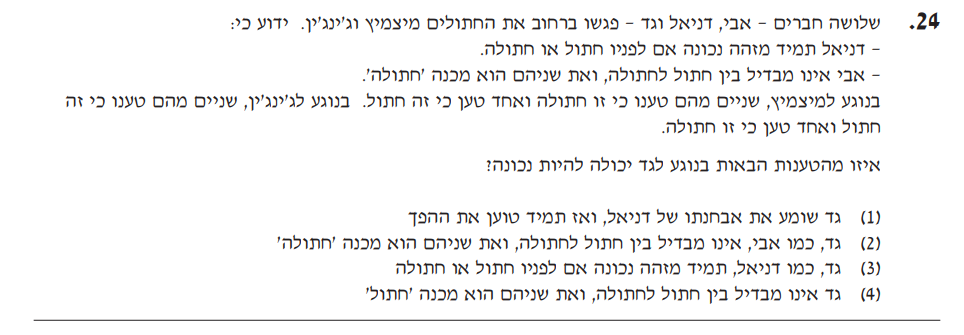 24. שלושה חברים – אבי, דניאל וגד – פגשו ברחוב את החתולים מיצמיץ וג'ינג'ין. ידוע כי:
– דניאל תמיד מזהה נכונה אם לפניו חתול או חתולה.
– אבי אינו מבדיל בין חתול לחתולה, ואת שניהם הוא מכנה 'חתולה'.
בנוגע למיצמיץ, שניים מהם טענו כי זו חתולה ואחד טען כי זה חתול. בנוגע לג'ינג'ין, שניים מהם טענו כי זה
חתול ואחד טען כי זו חתולה.
איזו מהטענות הבאות בנוגע לגד יכולה להיות נכונה?
(1) גד שומע את אבחנתו של דניאל, ואז תמיד טוען את ההפך
(2) גד, כמו אבי, אינו מבדיל בין חתול לחתולה, ואת שניהם הוא מכנה 'חתולה'
(3) גד, כמו דניאל, תמיד מזהה נכונה אם לפניו חתול או חתולה
(4) גד אינו מבדיל בין חתול לחתולה, ואת שניהם הוא מכנה 'חתול'